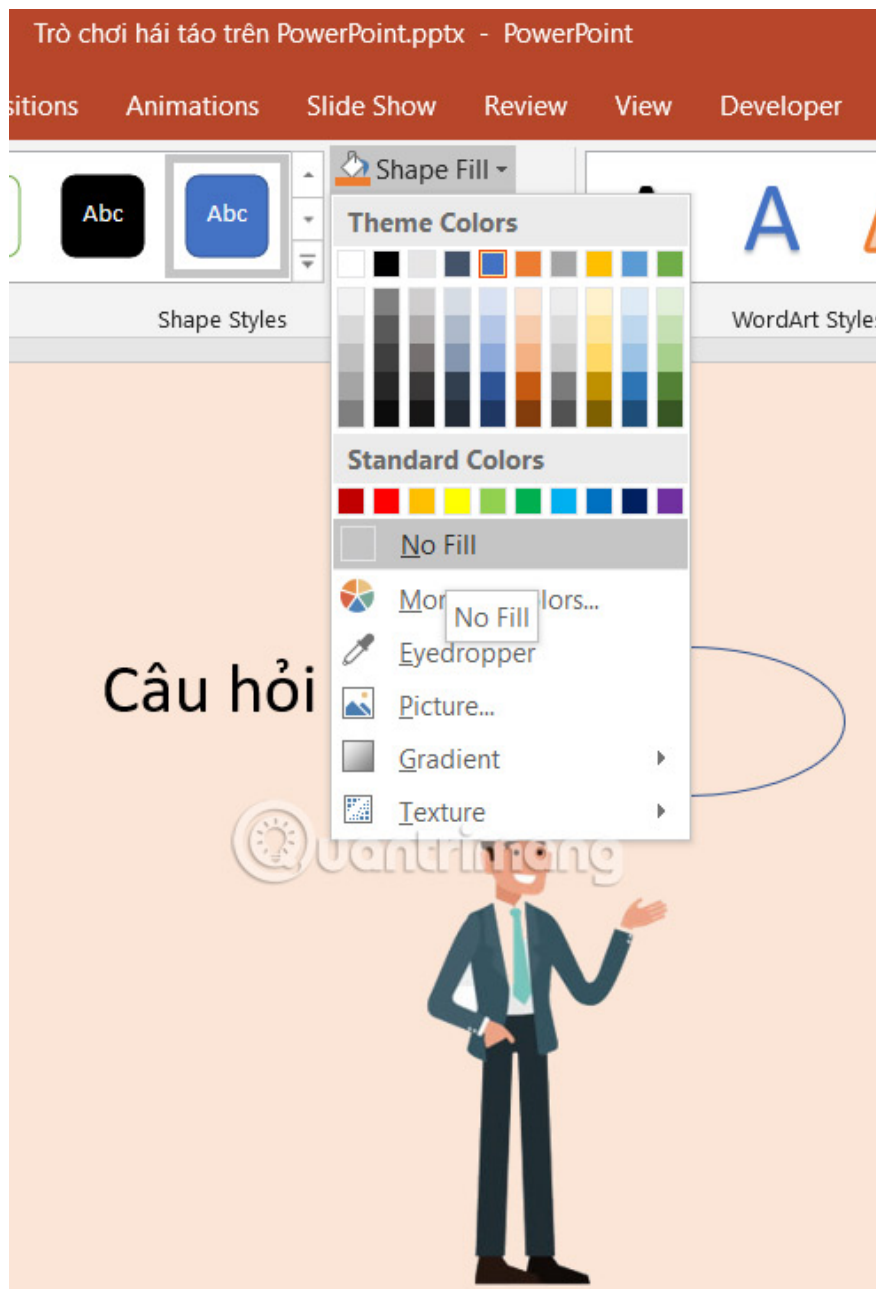 Trò chơi hái táo trên PowerPoint.pptx - PowerPoint
sitions Animations Slide Show Review View Developer
Abc Abc
Shape Fill
A
Theme Colors
Shape Styles
WordArt Styles
Standard Colors
No Fill
Mor lors...
No Fill
Eyedropper
Câu hỏi
Picture...
Gradient
Texture
Quantrimang